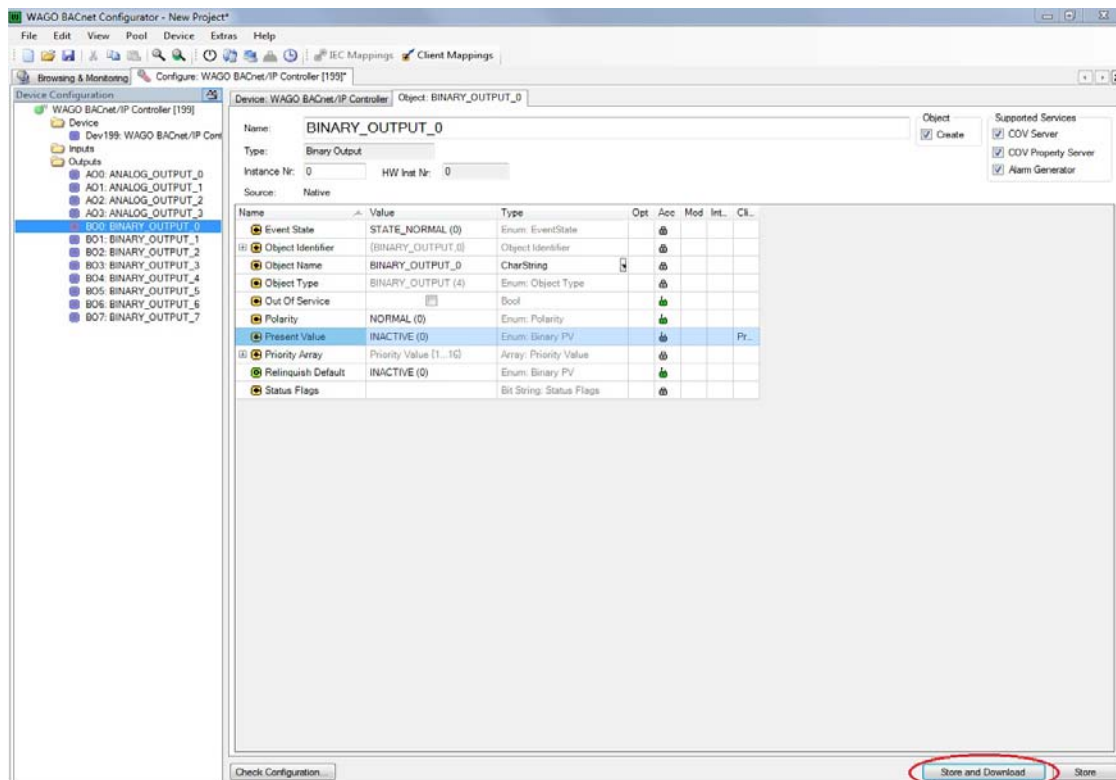 WAGO BACnet Configurator - New Project*
File Edit View Pool Device Extras Help
IEC Mappings Client Mappings
Browsing & Monitoring Configure: WAGO BACnet/IP Controller [199]*
Device Configuration
WAGO BACnet/IP Controller [199]
Device
Dev199: WAGO BACnet/IP Cont
Inputs
Outputs
AO0: ANALOG_OUTPUT_0
AO1: ANALOG_OUTPUT_1
AO2: ANALOG_OUTPUT_2
AO3: ANALOG_OUTPUT_3
BO0: BINARY_OUTPUT_0
BO1: BINARY_OUTPUT_1
BO2: BINARY_OUTPUT_2
BO3: BINARY_OUTPUT_3
BO4: BINARY_OUTPUT_4
BO5: BINARY_OUTPUT_5
BO6: BINARY_OUTPUT_6
BO7: BINARY_OUTPUT_7
Device: WAGO BACnet/IP Controller Object: BINARY_OUTPUT_0
Name: BINARY_OUTPUT_0
Type: Binary Output
Instance Nr: 0 HW Inst Nr: 0
Source: Native
Object
Create
Supported Services
COV Server
COV Property Server
Alarm Generator
Name Value Type Opt Acc Mod Int... Cli...
Event State STATE_NORMAL (0) Enum: EventState
Object Identifier {BINARY_OUTPUT,0} Object Identifier
Object Name BINARY_OUTPUT_0 CharString
Object Type BINARY_OUTPUT (4) Enum: Object Type
Out Of Service Bool
Polarity NORMAL (0) Enum: Polarity
Present Value INACTIVE (0) Enum: Binary PV Pr...
Priority Array Priority Value {1...16} Array: Priority Value
Relinquish Default INACTIVE (0) Enum: Binary PV
Status Flags Bit String: Status Flags
Check Configuration... Store and Download Store